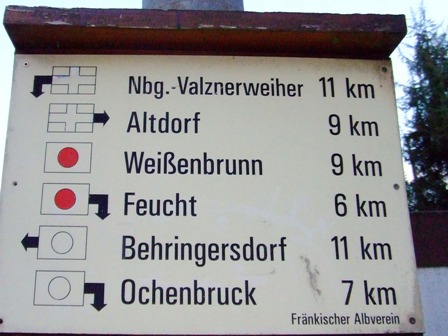 Nbg.-Valznerweiher 11 km
Altdorf 9 km
Weißenbrunn 9 km
Feucht 6 km
Behringersdorf 11 km
Ochenbruck 7 km
Fränkischer Albverein